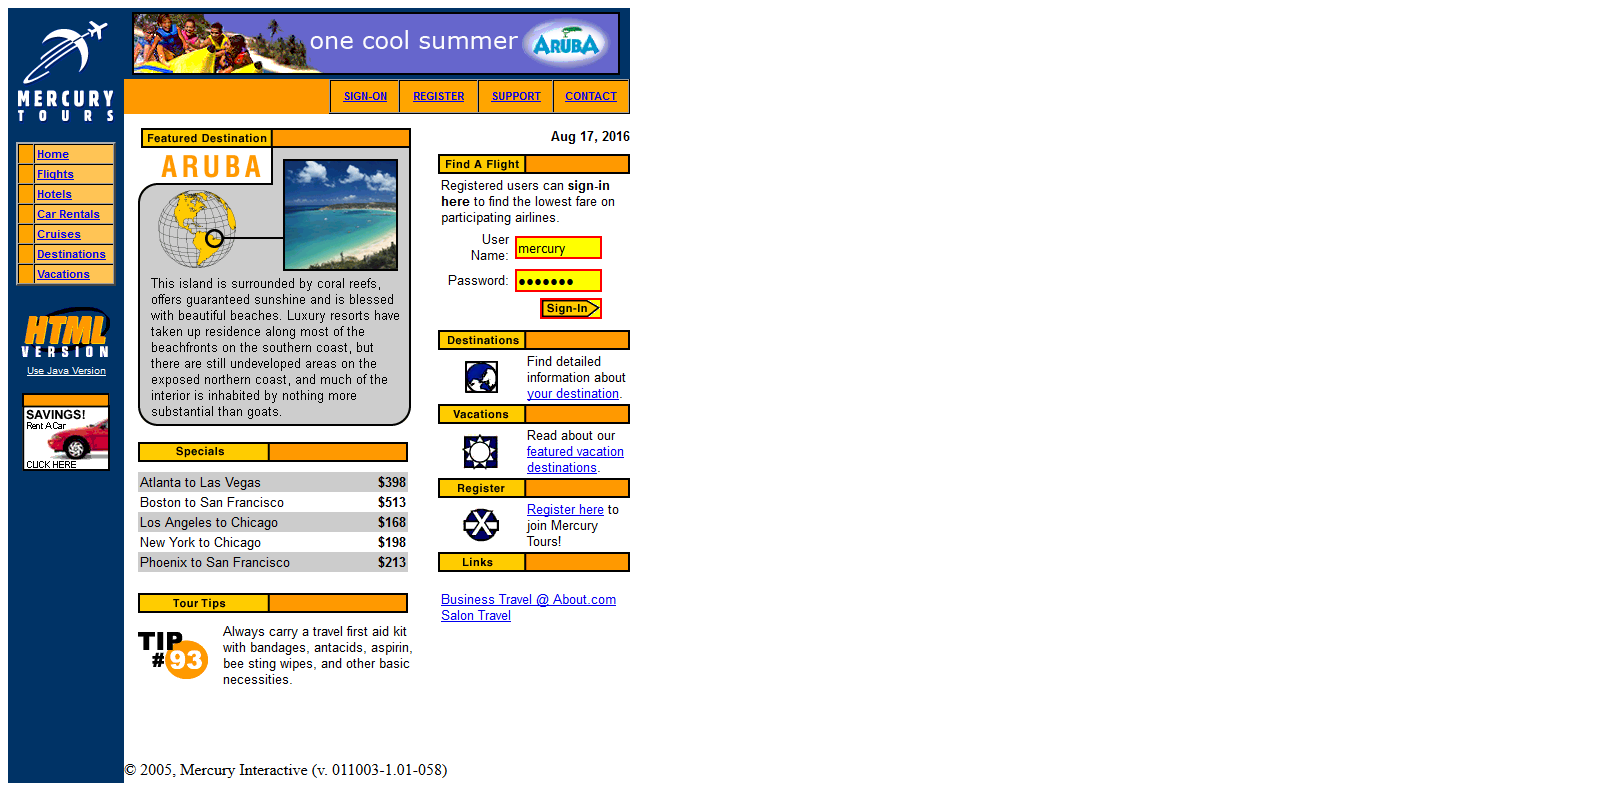 one cool summer
ARUBA
MERCURY
TOURS
SIGN-ON
REGISTER
SUPPORT
CONTACT
Home
Flights
Hotels
Car Rentals
Cruises
Destinations
Vacations
HTML
VERSION
Use Java Version
SAVINGS!
Rent A Car
CLICK HERE
Featured Destination
ARUBA
This island is surrounded by coral reefs,
offers guaranteed sunshine and is blessed
with beautiful beaches. Luxury resorts have
taken up residence along most of the
beachfronts on the southern coast, but
there are still undeveloped areas on the
exposed northern coast, and much of the
interior is inhabited by nothing more
substantial than goats.
Specials
Atlanta to Las Vegas $398
Boston to San Francisco $513
Los Angeles to Chicago $168
New York to Chicago $198
Phoenix to San Francisco $213
Tour Tips
TIP
#93
Always carry a travel first aid kit
with bandages, antacids, aspirin,
bee sting wipes, and other basic
necessities.
Aug 17, 2016
Find A Flight
Registered users can sign-in
here to find the lowest fare on
participating airlines.
User
Name: mercury
Password: ●●●●●●●
Sign-In
Destinations
Find detailed
information about
your destination.
Vacations
Read about our
featured vacation
destinations.
Register
Register here to
join Mercury
Tours!
Links
Business Travel @ About.com
Salon Travel
© 2005, Mercury Interactive (v. 011003-1.01-058)